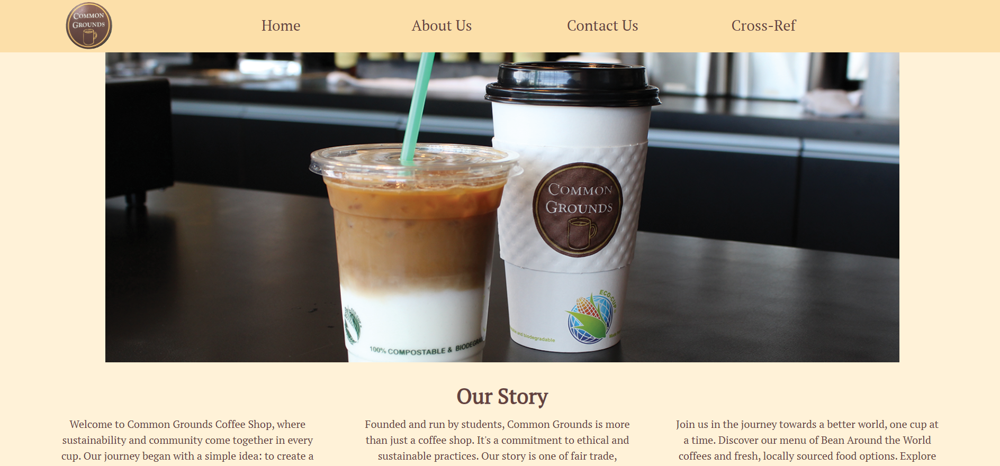 COMMON
GROUNDS
Home
About Us
Contact Us
Cross-Ref
COMMON
GROUNDS
ECO-CUP
and biodegradable
100% COMPOSTABLE &
Our Story
Welcome to Common Grounds Coffee Shop, where
sustainability and community come together in every
cup. Our journey began with a simple idea: to create a
Founded and run by students, Common Grounds is more
than just a coffee shop. It's a commitment to ethical and
sustainable practices. Our story is one of fair trade,
Join us in the journey towards a better world, one cup at
a time. Discover our menu of Bean Around the World
coffees and fresh, locally sourced food options. Explore